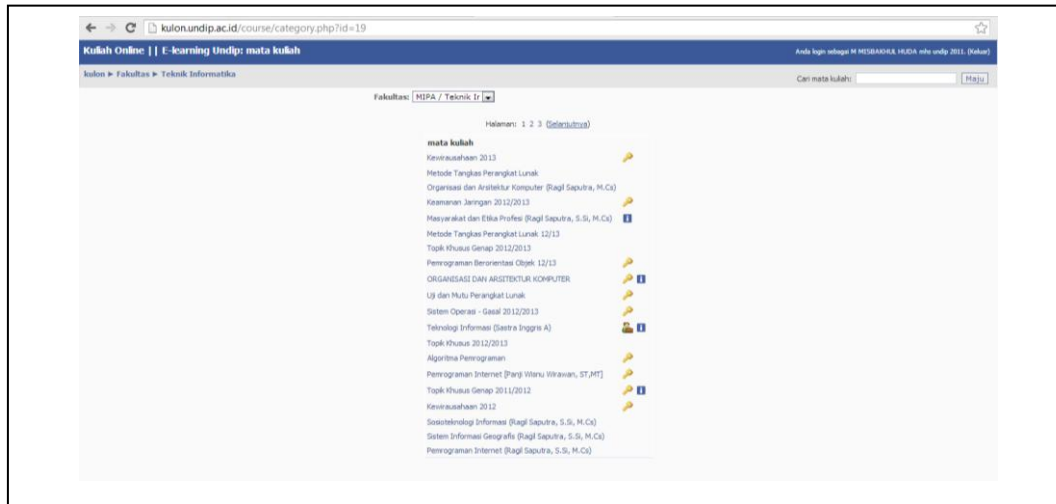 kulon.undip.ac.id/course/category.php?id=19
Kuliah Online || E-learning Undip: mata kuliah
Anda login sebagai M MISBAKHUL HUDA mhs undip 2011. (Keluar)
kulon ► Fakultas ► Teknik Informatika
Cari mata kuliah:
Maju
Fakultas: MIPA / Teknik Ir
Halaman: 1 2 3 (Selanjutnya)
mata kuliah
Kewirausahaan 2013
Metode Tangkas Perangkat Lunak
Organisasi dan Arsitektur Komputer (Ragil Saputra, M.Cs)
Keamanan Jaringan 2012/2013
Masyarakat dan Etika Profesi (Ragil Saputra, S.Si, M.Cs)
Metode Tangkas Perangkat Lunak 12/13
Topik Khusus Genap 2012/2013
Pemrograman Berorientasi Objek 12/13
ORGANISASI DAN ARSITEKTUR KOMPUTER
Uji dan Mutu Perangkat Lunak
Sistem Operasi - Gasal 2012/2013
Teknologi Informasi (Sastra Inggris A)
Topik Khusus 2012/2013
Algoritma Pemrograman
Pemrograman Internet [Panji Wisnu Wirawan, ST,MT]
Topik Khusus Genap 2011/2012
Kewirausahaan 2012
Sosioteknologi Informasi (Ragil Saputra, S.Si, M.Cs)
Sistem Informasi Geografis (Ragil Saputra, S.Si, M.Cs)
Pemrograman Internet (Ragil Saputra, S.Si, M.Cs)